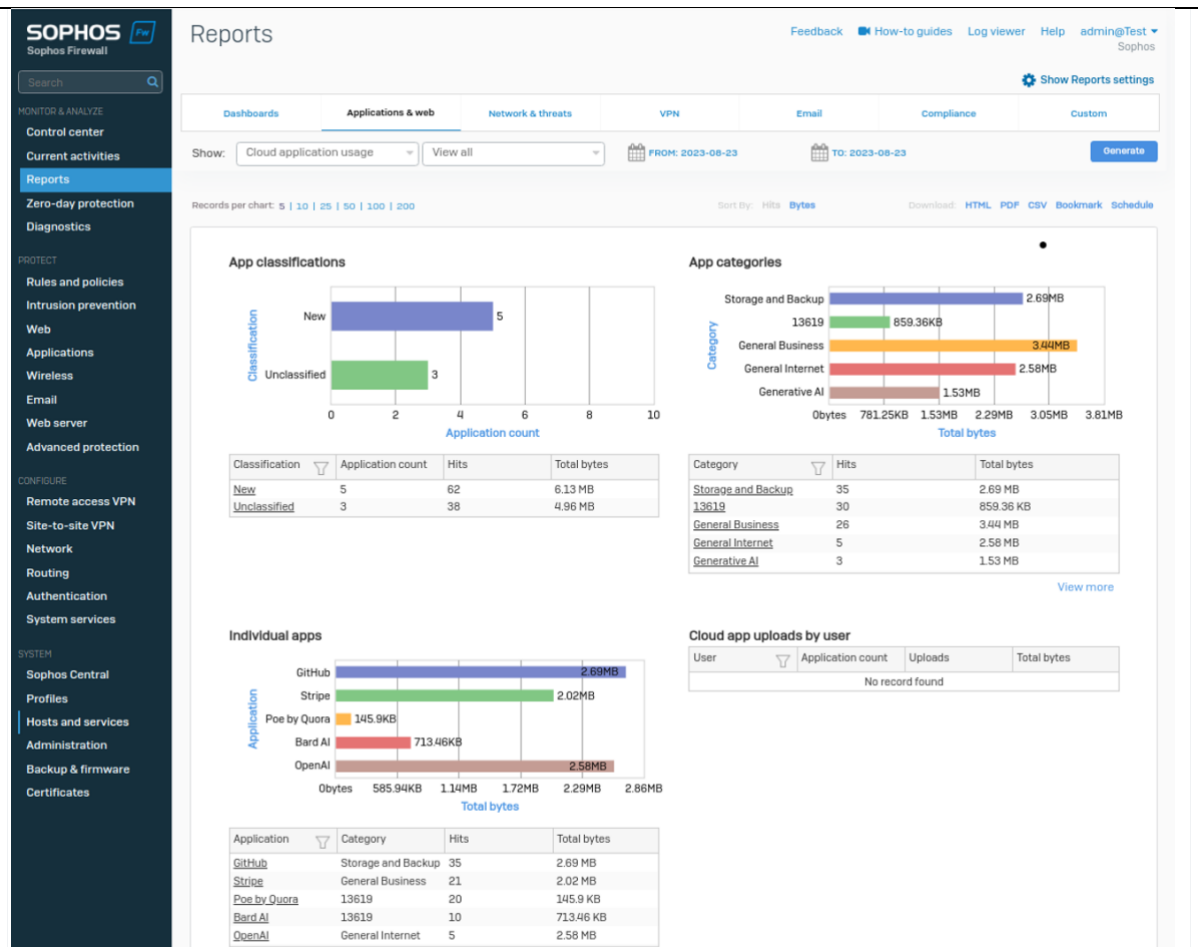 SOPHOS Fw
Sophos Firewall
Search
MONITOR & ANALYZE
Control center
Current activities
Reports
Zero-day protection
Diagnostics
PROTECT
Rules and policies
Intrusion prevention
Web
Applications
Wireless
Email
Web server
Advanced protection
CONFIGURE
Remote access VPN
Site-to-site VPN
Network
Routing
Authentication
System services
SYSTEM
Sophos Central
Profiles
Hosts and services
Administration
Backup & firmware
Certificates
Reports
Feedback How-to guides Log viewer Help admin@Test
Sophos
Show Reports settings
Dashboards Applications & web Network & threats VPN Email Compliance Custom
Show: Cloud application usage View all FROM: 2023-08-23 TO: 2023-08-23 Generate
Records per chart: 5 | 10 | 25 | 50 | 100 | 200 Sort By: Hits Bytes Download: HTML PDF CSV Bookmark Schedule
App classifications
Classification
New 5
Unclassified 3
0 2 4 6 8 10
Application count
Classification Application count Hits Total bytes
New 5 62 6.13 MB
Unclassified 3 38 4.96 MB
App categories
Category
Storage and Backup 2.69MB
13619 859.36KB
General Business 3.44MB
General Internet 2.58MB
Generative AI 1.53MB
0bytes 781.25KB 1.53MB 2.29MB 3.05MB 3.81MB
Total bytes
Category Hits Total bytes
Storage and Backup 35 2.69 MB
13619 30 859.36 KB
General Business 26 3.44 MB
General Internet 5 2.58 MB
Generative AI 3 1.53 MB
View more
Individual apps
Application
GitHub 2.69MB
Stripe 2.02MB
Poe by Quora 145.9KB
Bard AI 713.46KB
OpenAI 2.58MB
0bytes 585.94KB 1.14MB 1.72MB 2.29MB 2.86MB
Total bytes
Application Category Hits Total bytes
GitHub Storage and Backup 35 2.69 MB
Stripe General Business 21 2.02 MB
Poe by Quora 13619 20 145.9 KB
Bard AI 13619 10 713.46 KB
OpenAI General Internet 5 2.58 MB
Cloud app uploads by user
User Application count Uploads Total bytes
No record found